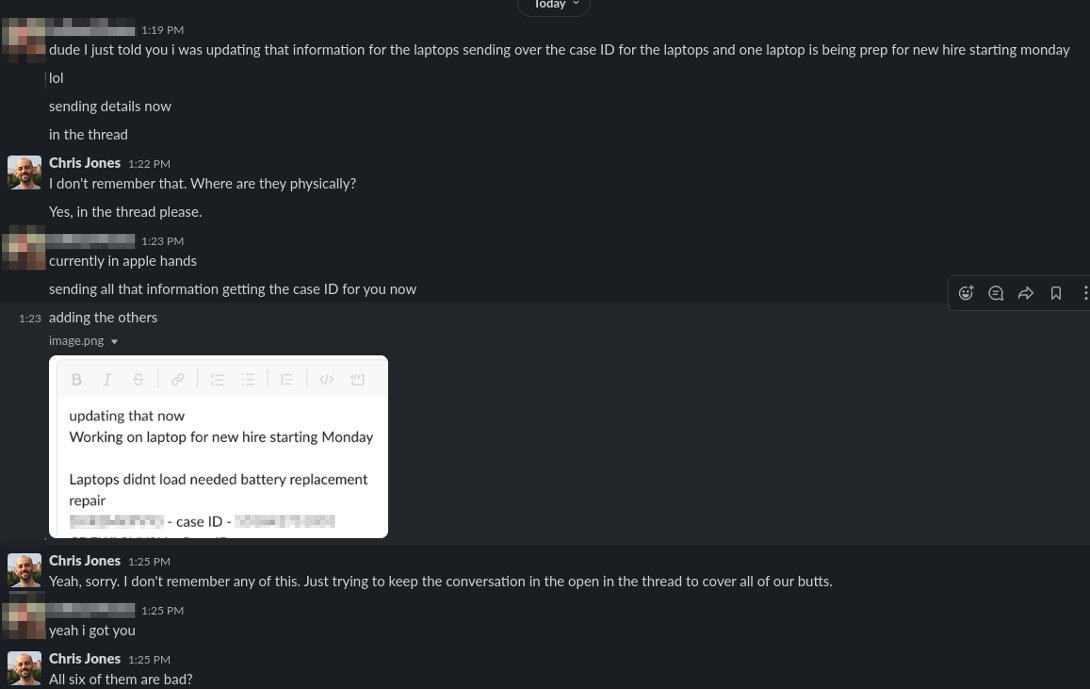 Today
1:19 PM
dude I just told you i was updating that information for the laptops sending over the case ID for the laptops and one laptop is being prep for new hire starting monday
lol
sending details now
in the thread
Chris Jones 1:22 PM
I don't remember that. Where are they physically?
Yes, in the thread please.
1:23 PM
currently in apple hands
sending all that information getting the case ID for you now
1:23 adding the others
image.png
B I S
updating that now
Working on laptop for new hire starting Monday
Laptops didnt load needed battery replacement
repair
- case ID -
Chris Jones 1:25 PM
Yeah, sorry. I don't remember any of this. Just trying to keep the conversation in the open in the thread to cover all of our butts.
1:25 PM
yeah i got you
Chris Jones 1:25 PM
All six of them are bad?